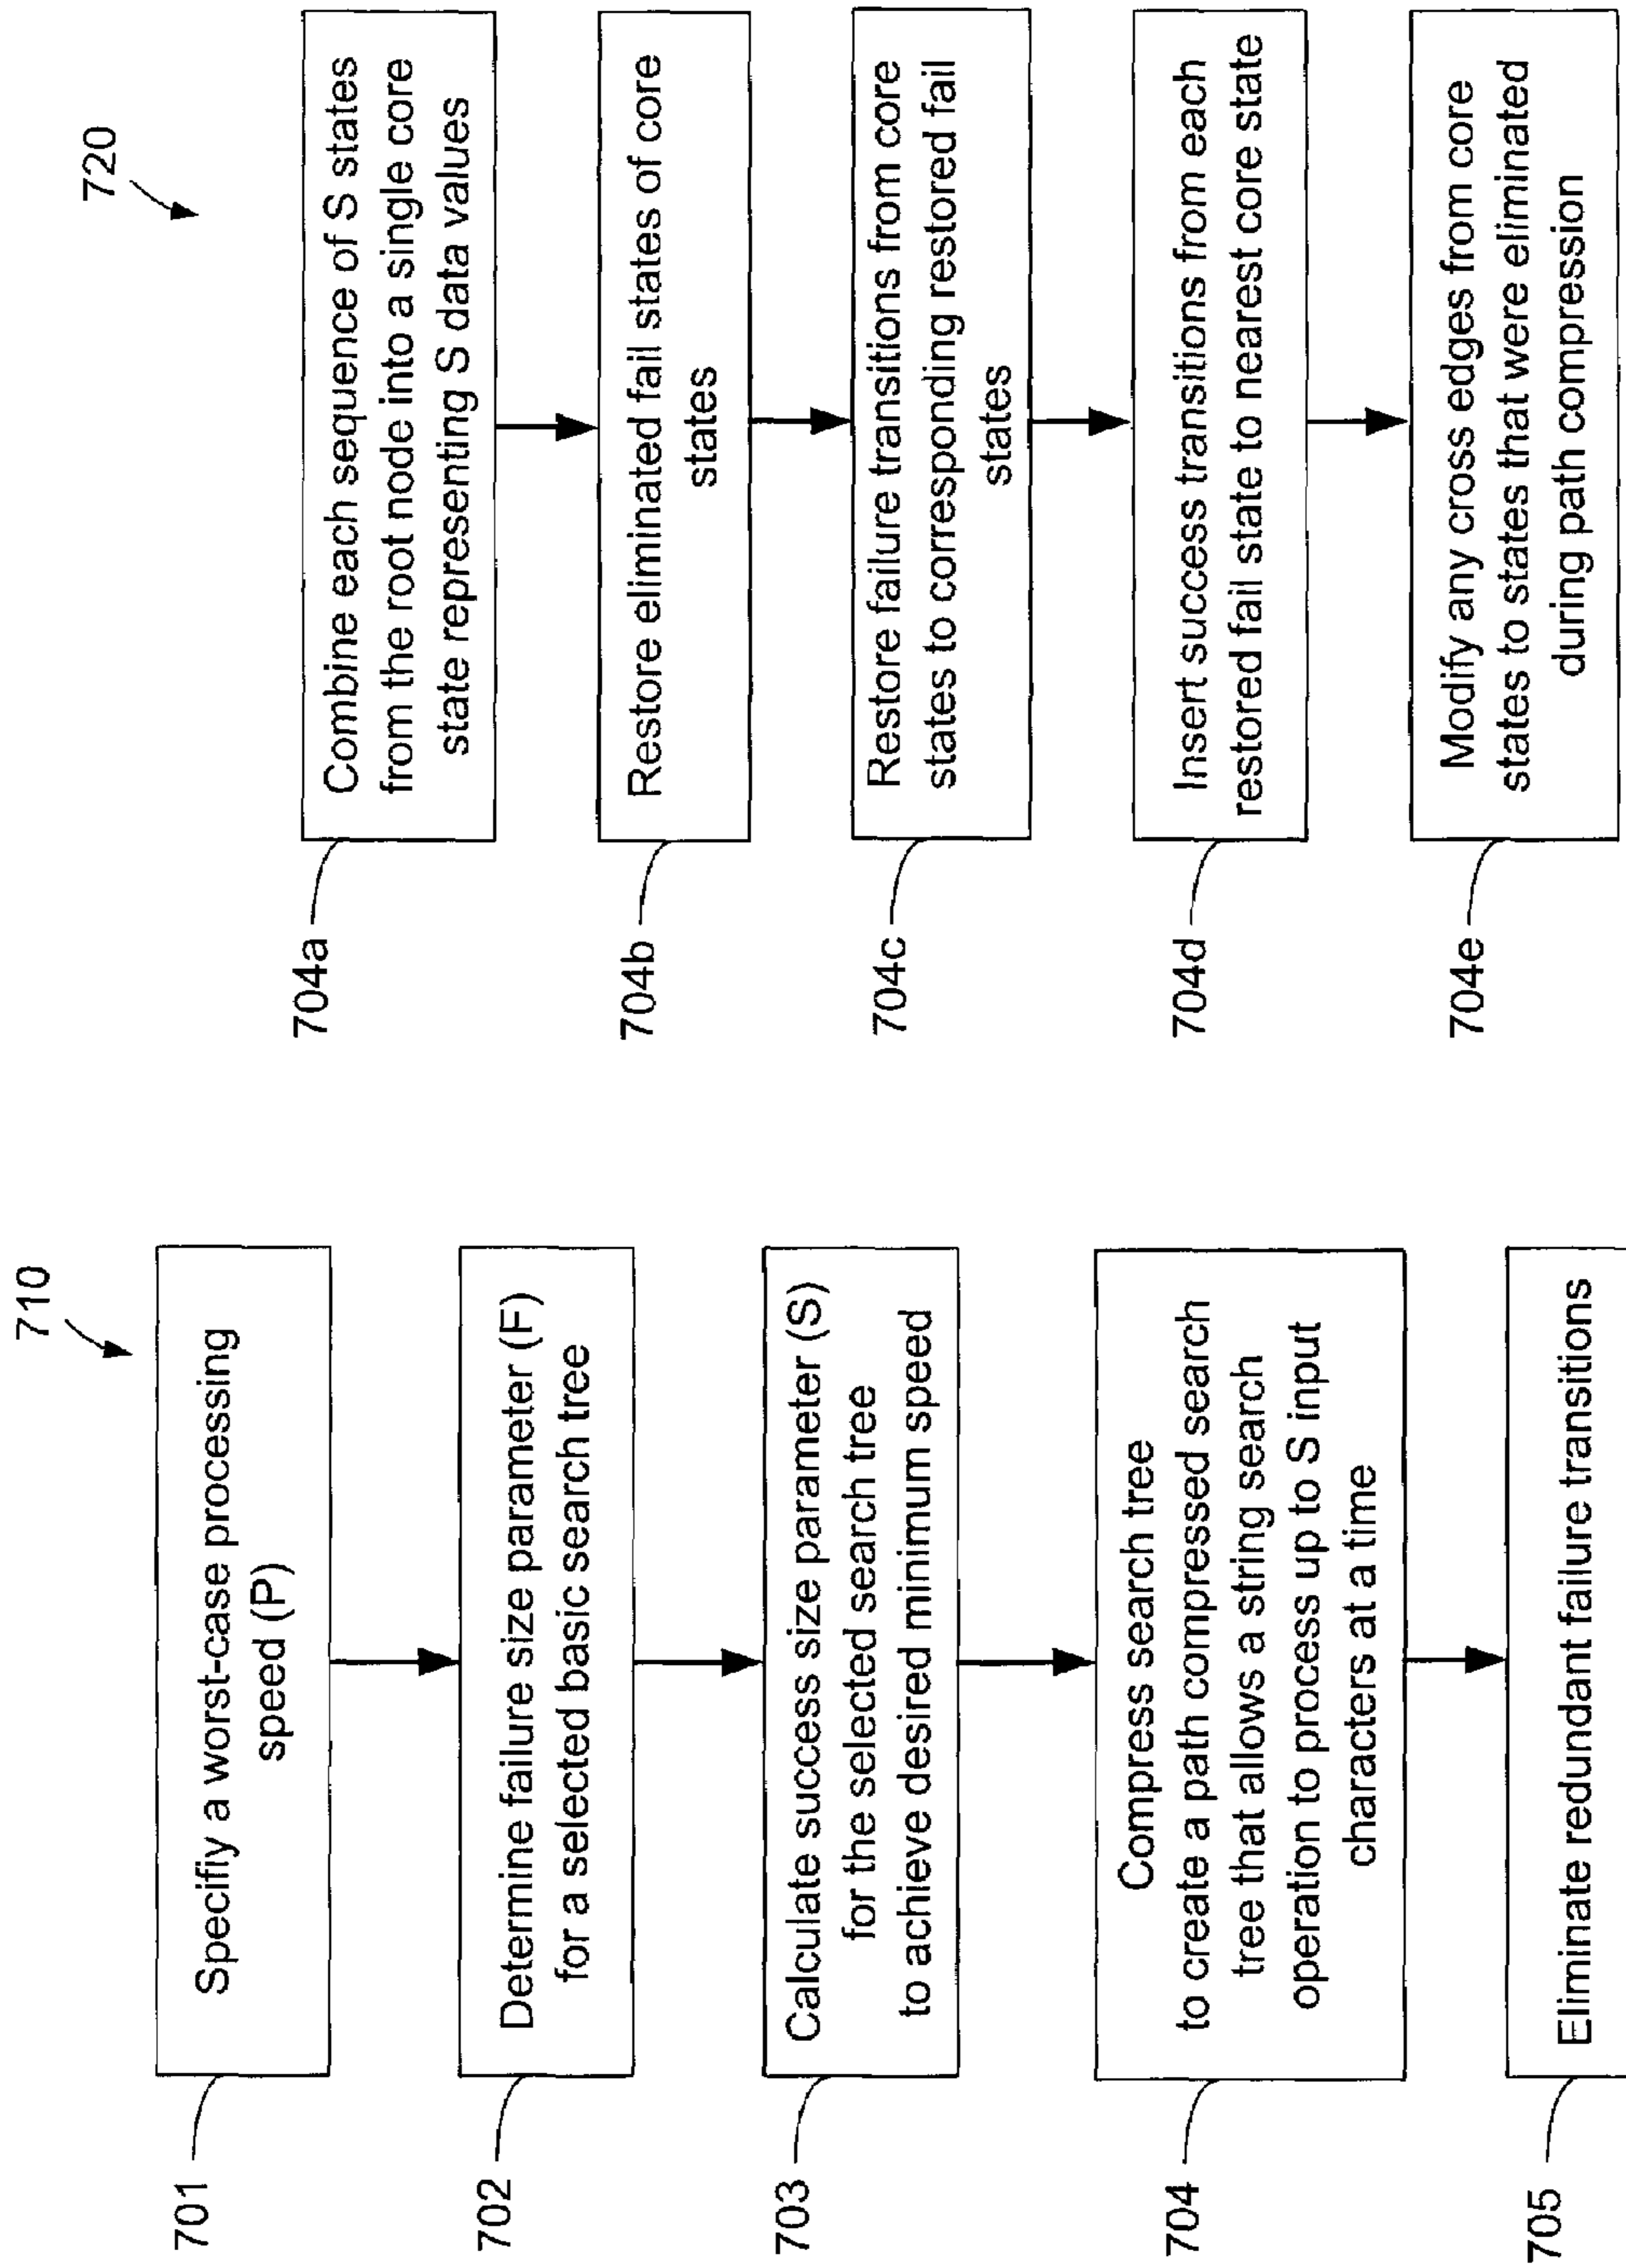 710
701
Specifiy a worst-case processing
speed (P)
702
Determine failure size parameter (F)
for a selected basic search tree
703
Calculate success size parameter (S)
for the selected search tree
to achieve desired minimum speed
704
Compress search tree
to create a path compressed search
tree that allows a string search
operation to process up to S input
characters at a time
705
Eliminate redundant failure transitions
720
704a
Combine each sequence of S states
from the root node into a single core
state representing S data values
704b
Restore eliminated fail states of core
states
704c
Restore failure transitions from core
states to corresponding restored fail
states
704d
Insert success transitions from each
restored fail state to nearest core state
704e
Modify any cross edges from core
states to states that were eliminated
during path compression